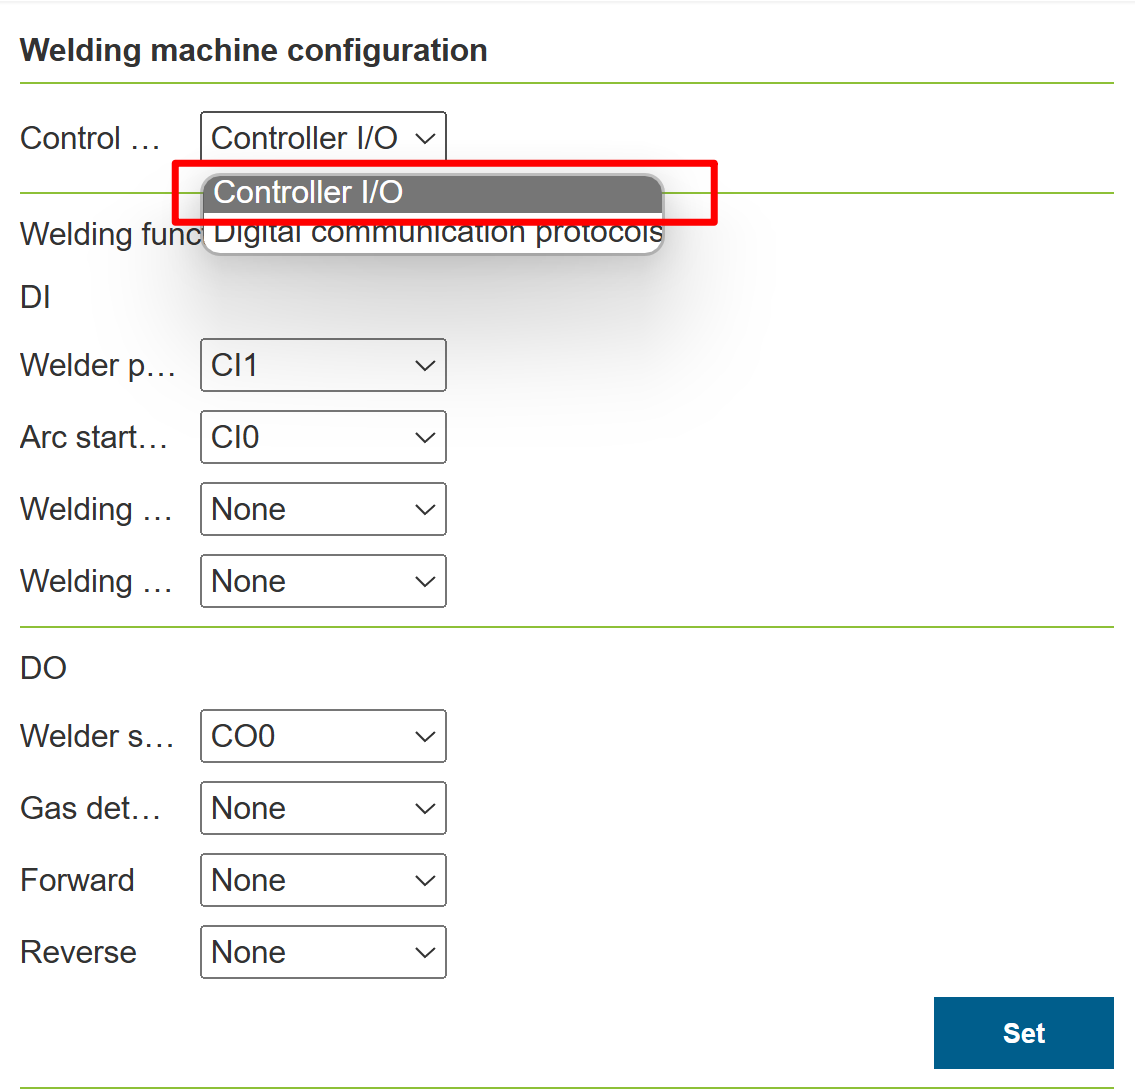 Welding machine configuration
Control … Controller I/O
Controller I/O
Welding func
Digital communication protocols
DI
Welder p… CI1
Arc start… CI0
Welding … None
Welding … None
DO
Welder s… CO0
Gas det… None
Forward None
Reverse None
Set